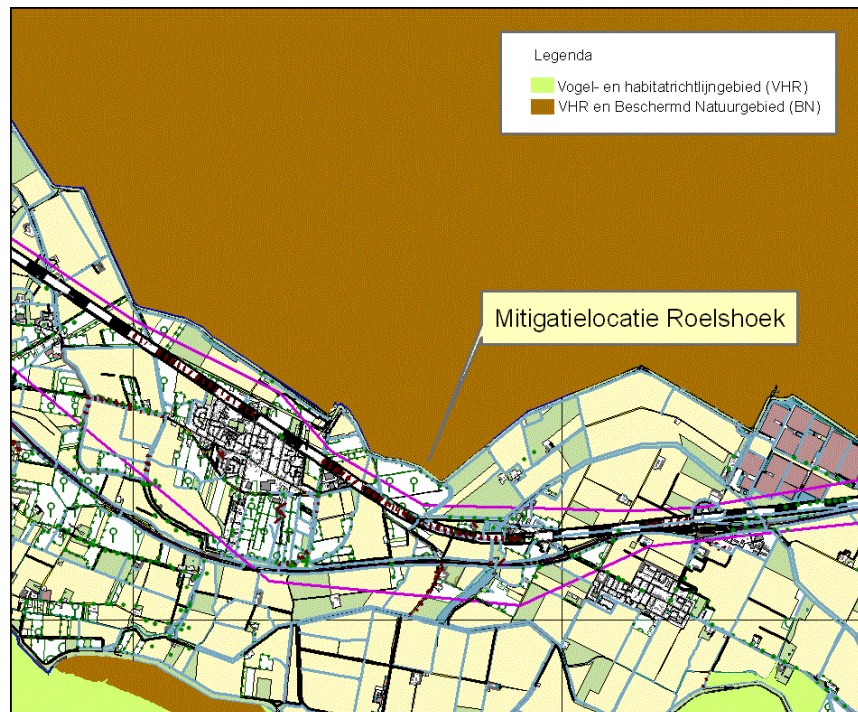 Legenda
Vogel- en habitatrichtlijngebied (VHR)
VHR en Beschermd Natuurgebied (BN)
Mitigatielocatie Roelshoek